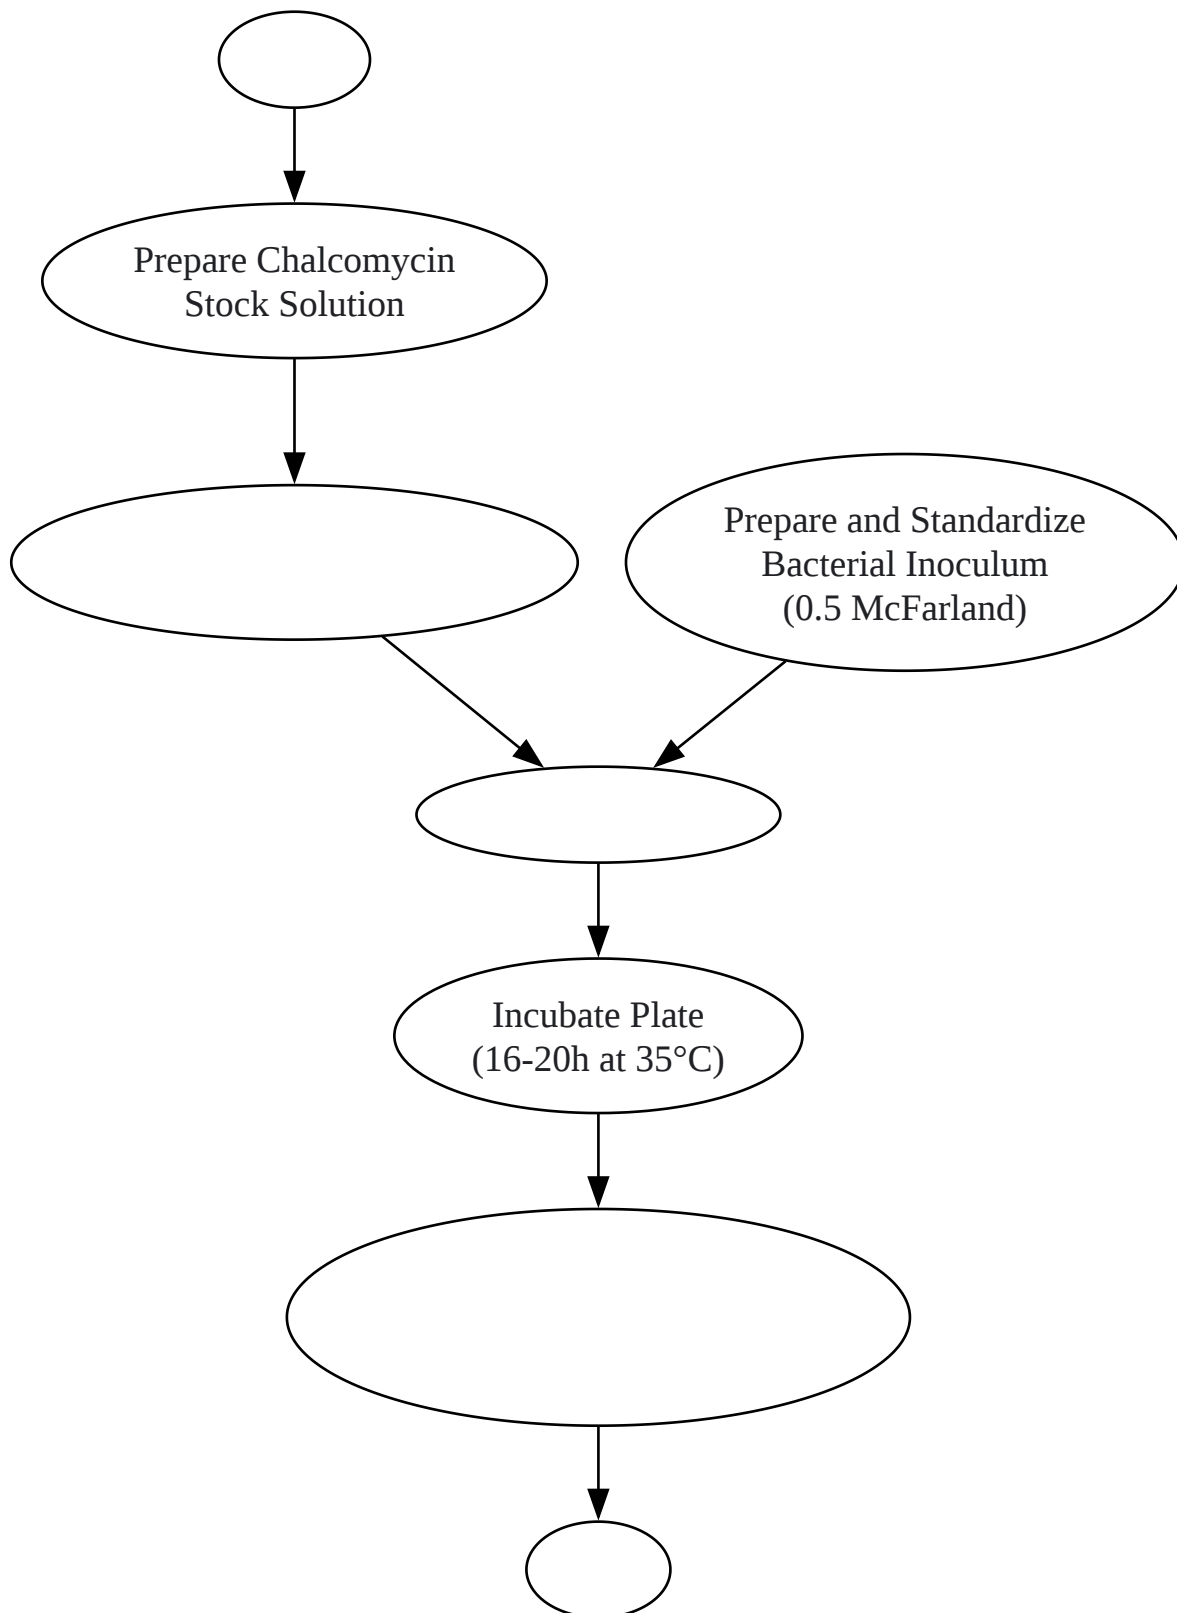 Prepare Chalcomycin
Stock Solution
Prepare and Standardize
Bacterial Inoculum
(0.5 McFarland)
Incubate Plate
(16-20h at 35°C)